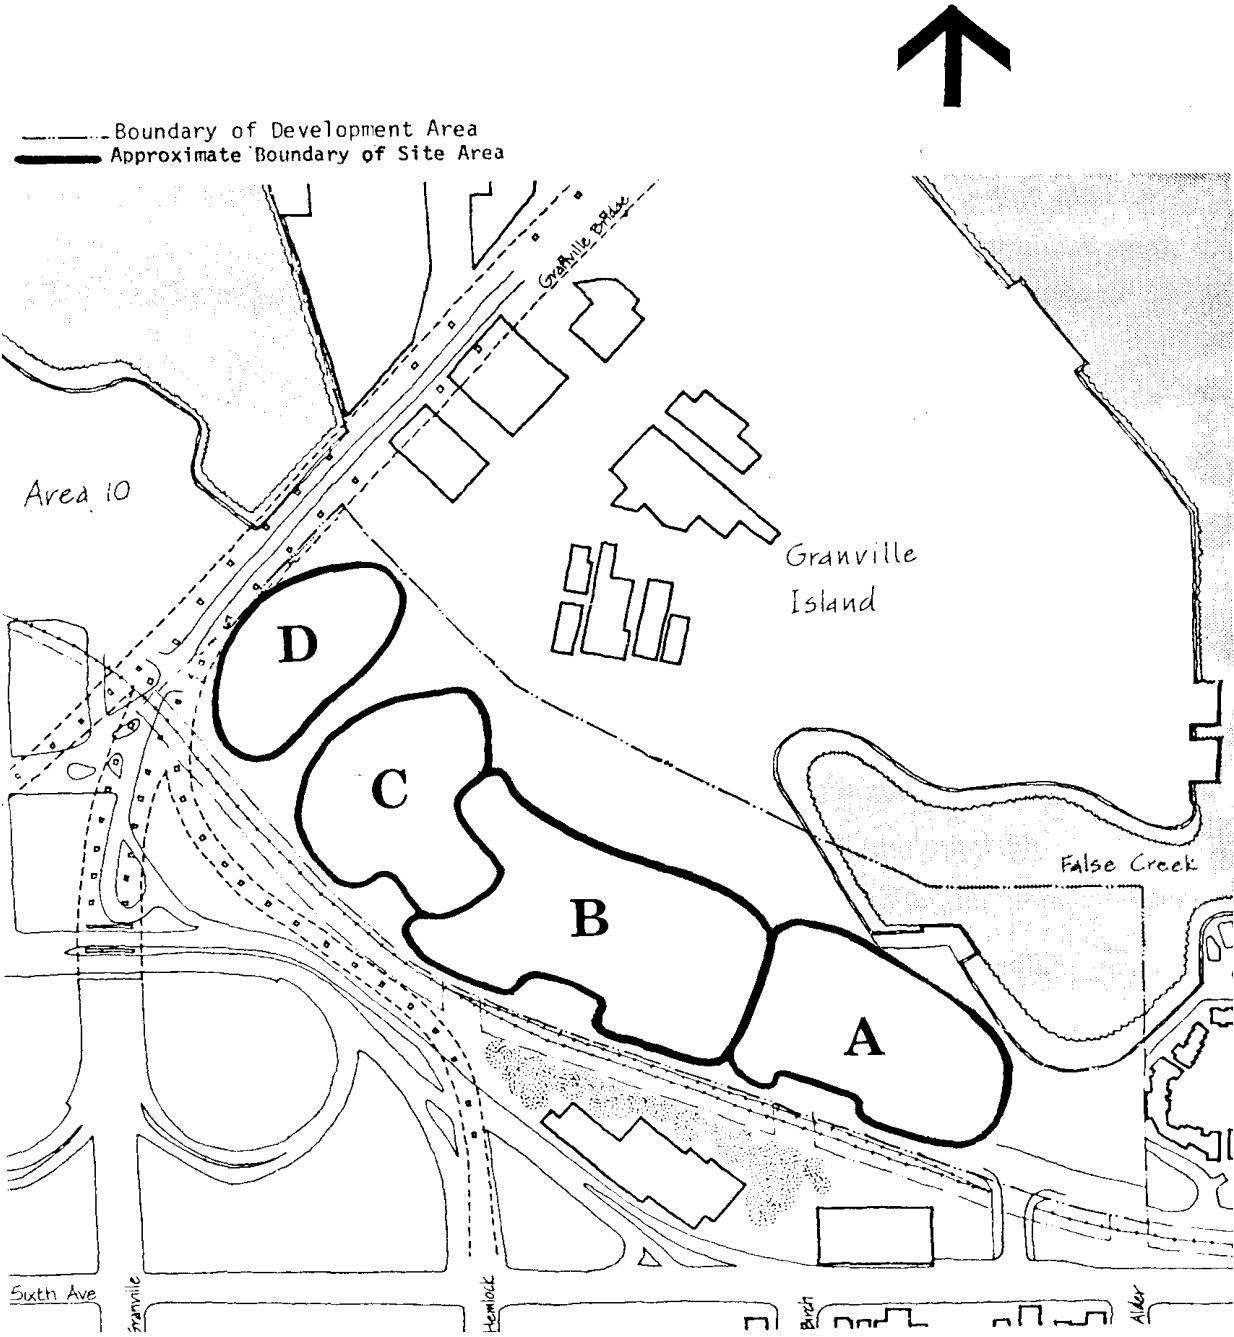 Boundary of Development Area
Approximate Boundary of Site Area
Granville Bridge
Area 10
Granville
Island
D
C
False Creek
B
A
Sixth Ave
Granville
Hemlock
Birch
Alder